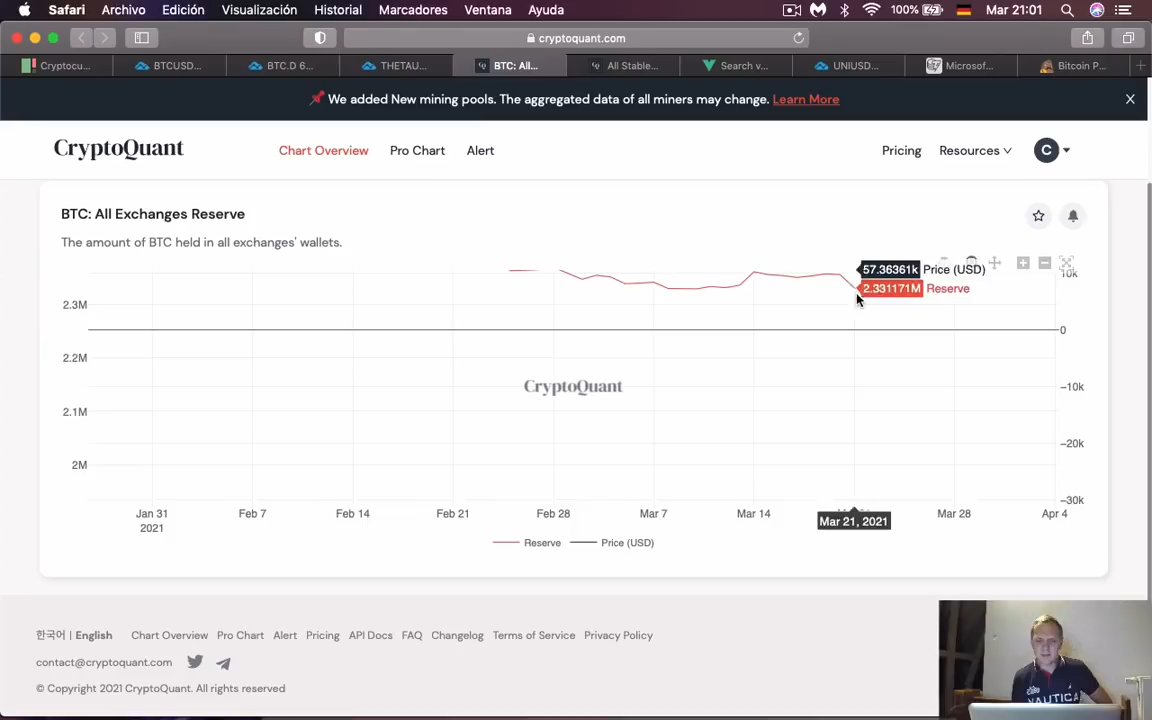 Safari Archivo Edición Visualización Historial Marcadores Ventana Ayuda 100% Mar 21:01
cryptoquant.com
Cryptocu... BTCUSD... BTC.D 6... THETAU... BTC: All... All Stable... Search v... UNIUSD... Microsof... Bitcoin P...
We added New mining pools. The aggregated data of all miners may change. Learn More
CryptoQuant Chart Overview Pro Chart Alert Pricing Resources C
BTC: All Exchanges Reserve
The amount of BTC held in all exchanges' wallets.
57.36361k Price (USD)
10k
2.331171M Reserve
2.3M
0
2.2M
CryptoQuant
−10k
2.1M
−20k
2M
−30k
Jan 31 Feb 7 Feb 14 Feb 21 Feb 28 Mar 7 Mar 14 Mar 28 Apr 4
2021
Mar 21, 2021
Reserve Price (USD)
한국어 | English Chart Overview Pro Chart Alert Pricing API Docs FAQ Changelog Terms of Service Privacy Policy
contact@cryptoquant.com
© Copyright 2021 CryptoQuant. All rights reserved
NAUTICA